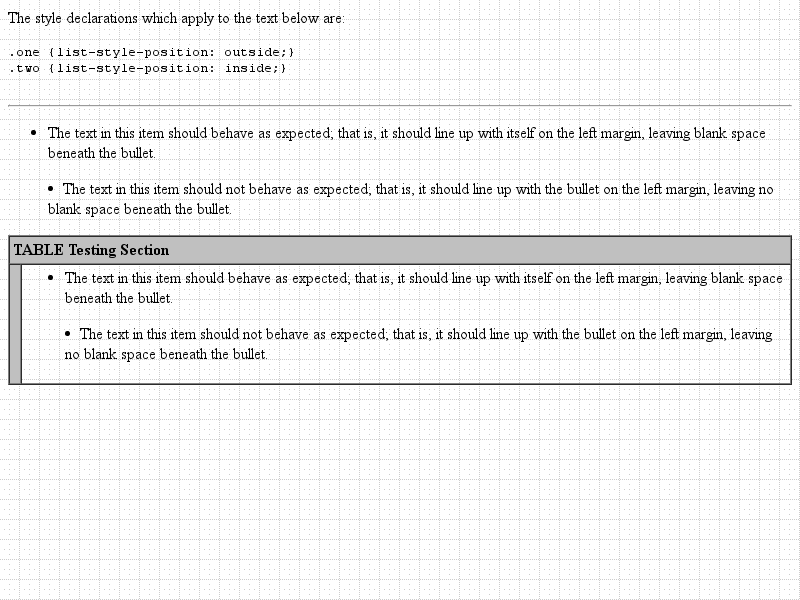 The style declarations which apply to the text below are:
.one {list-style-position: outside;}
.two {list-style-position: inside;}
• The text in this item should behave as expected; that is, it should line up with itself on the left margin, leaving blank space
beneath the bullet.
• The text in this item should not behave as expected; that is, it should line up with the bullet on the left margin, leaving no
blank space beneath the bullet.
TABLE Testing Section
• The text in this item should behave as expected; that is, it should line up with itself on the left margin, leaving blank space
beneath the bullet.
• The text in this item should not behave as expected; that is, it should line up with the bullet on the left margin, leaving
no blank space beneath the bullet.